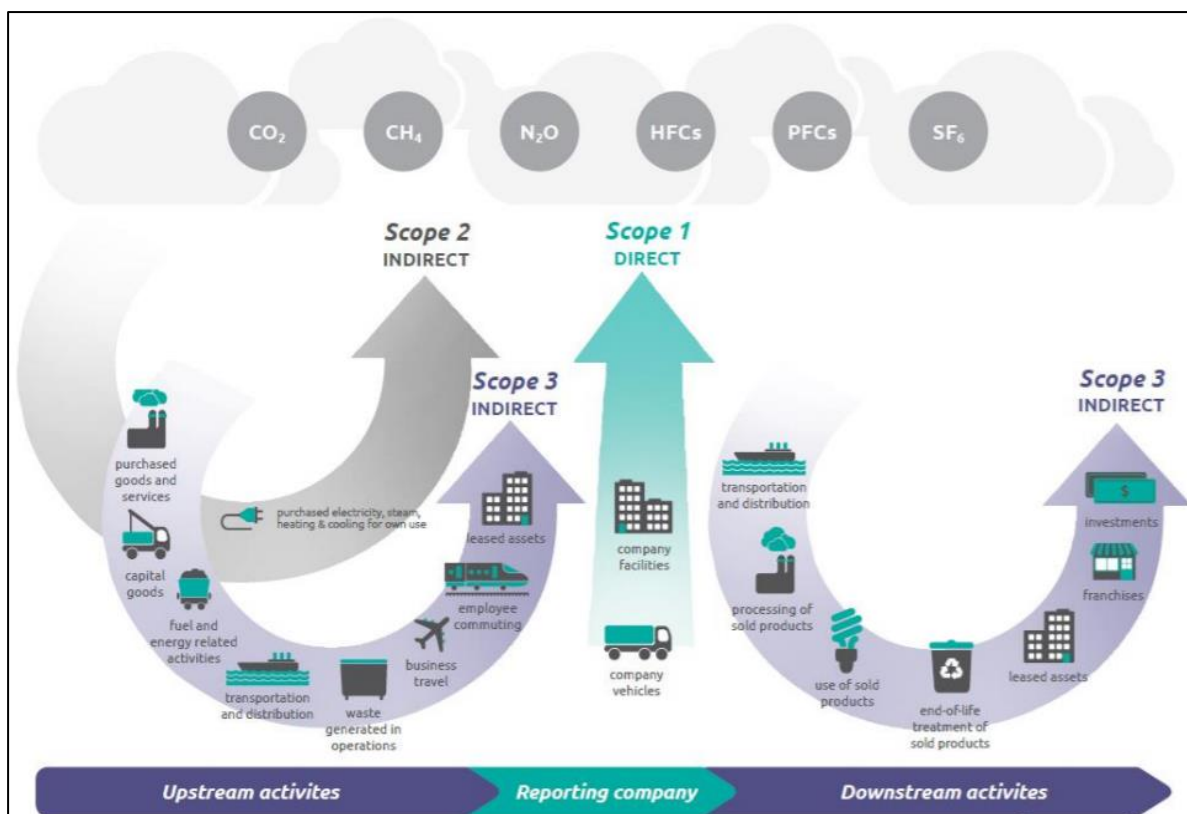 CO₂
CH₄
N₂O
HFCs
PFCs
SF₆
Scope 2
INDIRECT
Scope 1
DIRECT
Scope 3
INDIRECT
Scope 3
INDIRECT
purchased
goods and
services
capital
goods
fuel and
energy related
activities
purchased electricity, steam,
heating & cooling for own use
transportation
and distribution
waste
generated in
operations
business
travel
employee
commuting
leased assets
company
facilities
company
vehicles
transportation
and distribution
processing of
sold products
use of sold
products
end-of-life
treatment of
sold products
leased assets
franchises
investments
$
Upstream activites
Reporting company
Downstream activites